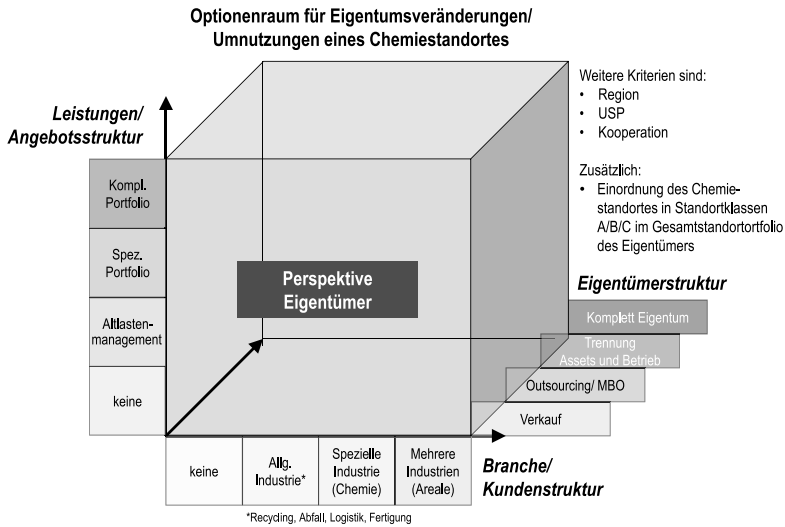 Optionenraum für Eigentumsveränderungen/
Umnutzungen eines Chemiestandortes
Weitere Kriterien sind:
• Region
• USP
• Kooperation
Zusätzlich:
• Einordnung des Chemie-
standortes in Standortklassen
A/B/C im Gesamtstandortortfolio
des Eigentümers
Leistungen/
Angebotsstruktur
Kompl.
Portfolio
Spez.
Portfolio
Altlasten-
management
keine
Perspektive
Eigentümer
Eigentümerstruktur
Komplett Eigentum
Trennung
Assets und Betrieb
Outsourcing/ MBO
Verkauf
keine
Allg.
Industrie*
Spezielle
Industrie
(Chemie)
Mehrere
Industrien
(Areale)
Branche/
Kundenstruktur
*Recycling, Abfall, Logistik, Fertigung